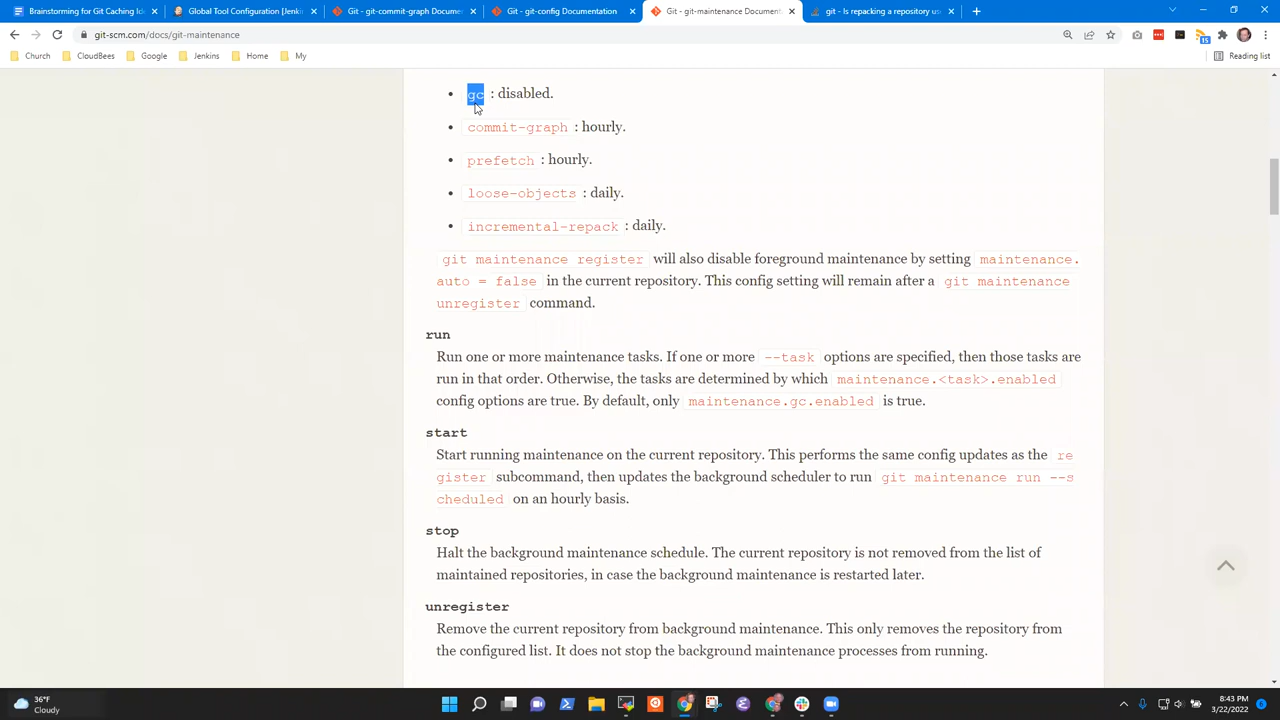 Brainstorming for Git Caching Id
Global Tool Configuration [Jenki
Git - git-commit-graph Documen
Git - git-config Documentation
Git - git-maintenance Documen
git - Is repacking a repository us
git-scm.com/docs/git-maintenance
15
Church
CloudBees
Google
Jenkins
Home
My
Reading list
• gc : disabled.
• commit-graph : hourly.
• prefetch : hourly.
• loose-objects : daily.
• incremental-repack : daily.
git maintenance register will also disable foreground maintenance by setting maintenance.
auto = false in the current repository. This config setting will remain after a git maintenance
unregister command.
run
Run one or more maintenance tasks. If one or more --task options are specified, then those tasks are
run in that order. Otherwise, the tasks are determined by which maintenance.<task>.enabled
config options are true. By default, only maintenance.gc.enabled is true.
start
Start running maintenance on the current repository. This performs the same config updates as the re
gister subcommand, then updates the background scheduler to run git maintenance run --s
cheduled on an hourly basis.
stop
Halt the background maintenance schedule. The current repository is not removed from the list of
maintained repositories, in case the background maintenance is restarted later.
unregister
Remove the current repository from background maintenance. This only removes the repository from
the configured list. It does not stop the background maintenance processes from running.
36°F
Cloudy
8:43 PM
3/22/2022